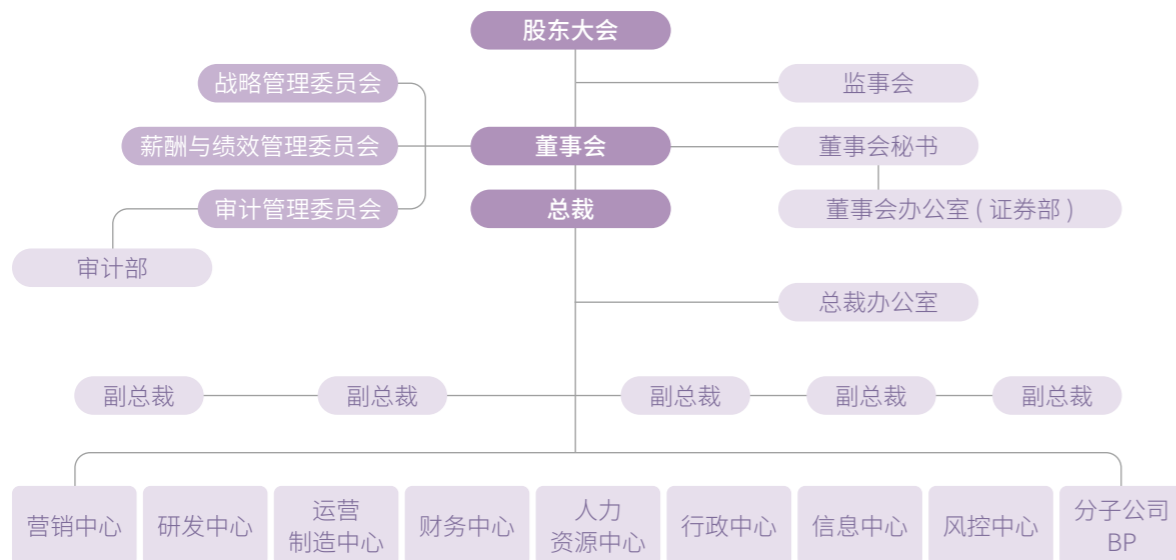 股东大会
战略管理委员会
监事会
薪酬与绩效管理委员会
董事会
董事会秘书
审计管理委员会
总裁
董事会办公室 ( 证券部 )
审计部
总裁办公室
副总裁
副总裁
副总裁
副总裁
副总裁
营销中心
研发中心
运营
制造中心
财务中心
人力
资源中心
行政中心
信息中心
风控中心
分子公司
BP